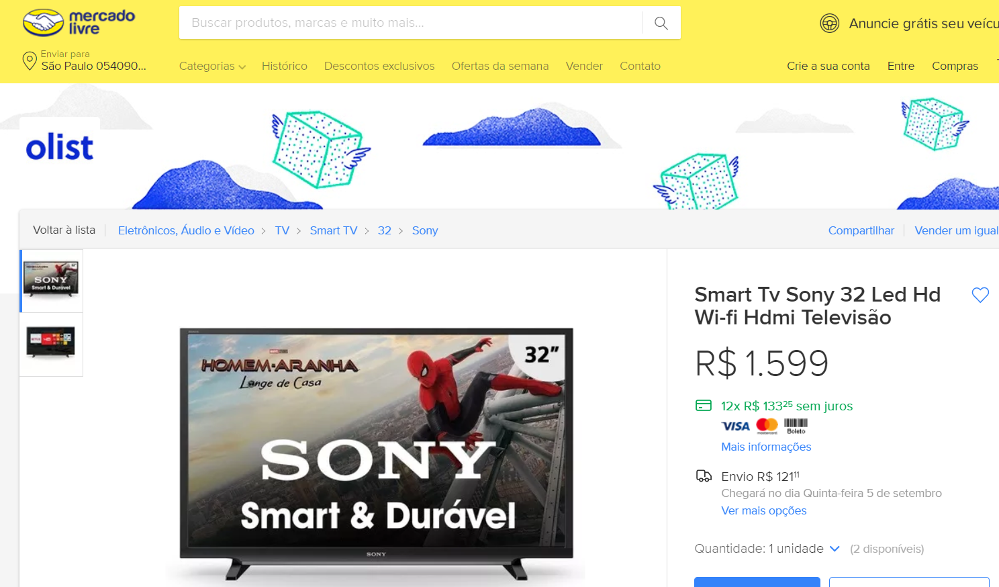 mercado
livre
Buscar produtos, marcas e muito mais...
Anuncie grátis seu veícu
Enviar para
São Paulo 054090...
Categorias
Histórico
Descontos exclusivos
Ofertas da semana
Vender
Contato
Crie a sua conta
Entre
Compras
olist
Voltar à lista
Eletrônicos, Áudio e Vídeo
TV
Smart TV
32
Sony
Compartilhar
Vender um igual
SONY
Smart & Durável
32"
HOMEM-ARANHA
Longe de Casa
SONY
Smart & Durável
SONY
Smart Tv Sony 32 Led Hd
Wi-fi Hdmi Televisão
R$ 1.599
12x R$ 133²⁵ sem juros
VISA
mastercard
Boleto
Mais informações
Envio R$ 121¹¹
Chegará no dia Quinta-feira 5 de setembro
Ver mais opções
Quantidade: 1 unidade
(2 disponíveis)